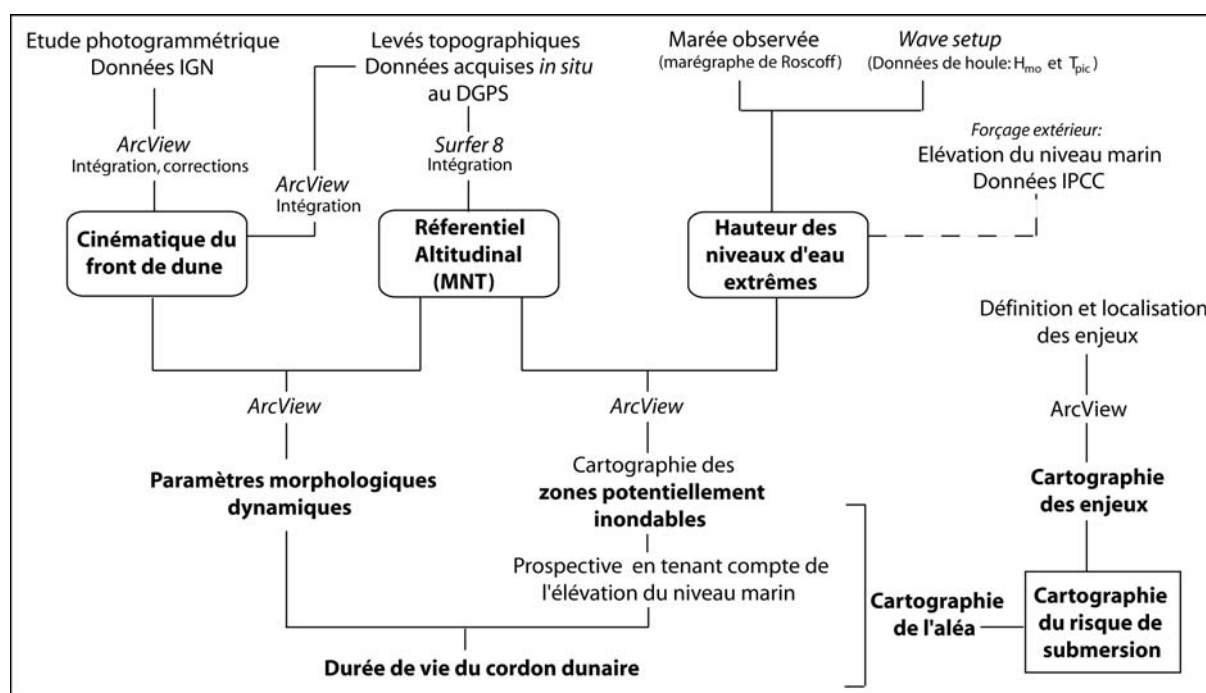 Etude photogrammétrique
Données IGN
Levés topographiques
Données acquises in situ
au DGPS
Marée observée
(marégraphe de Roscoff)
Wave setup
(Données de houle: Hmo et Tpic)
ArcView
Intégration, corrections
ArcView
Intégration
Surfer 8
Intégration
Forçage extérieur:
Elévation du niveau marin
Données IPCC
Cinématique du
front de dune
Réferentiel
Altitudinal
(MNT)
Hauteur des
niveaux d'eau
extrêmes
Définition et localisation
des enjeux
ArcView
ArcView
ArcView
Paramètres morphologiques
dynamiques
Cartographie des
zones potentiellement
inondables
Cartographie
des enjeux
Prospective en tenant compte de
l'élévation du niveau marin
Cartographie
de l'aléa
Cartographie
du risque de
submersion
Durée de vie du cordon dunaire